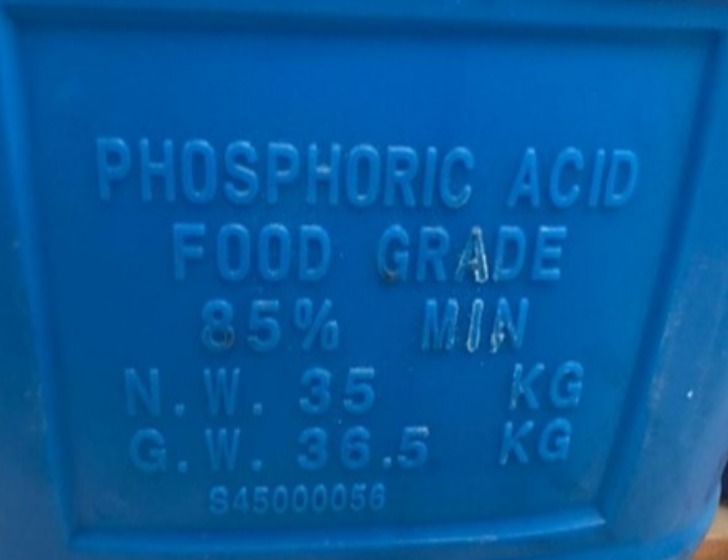 PHOSPHORIC ACID
FOOD GRADE
85% MIN
N.W. 35 KG
G.W. 36.5 KG
S45000056